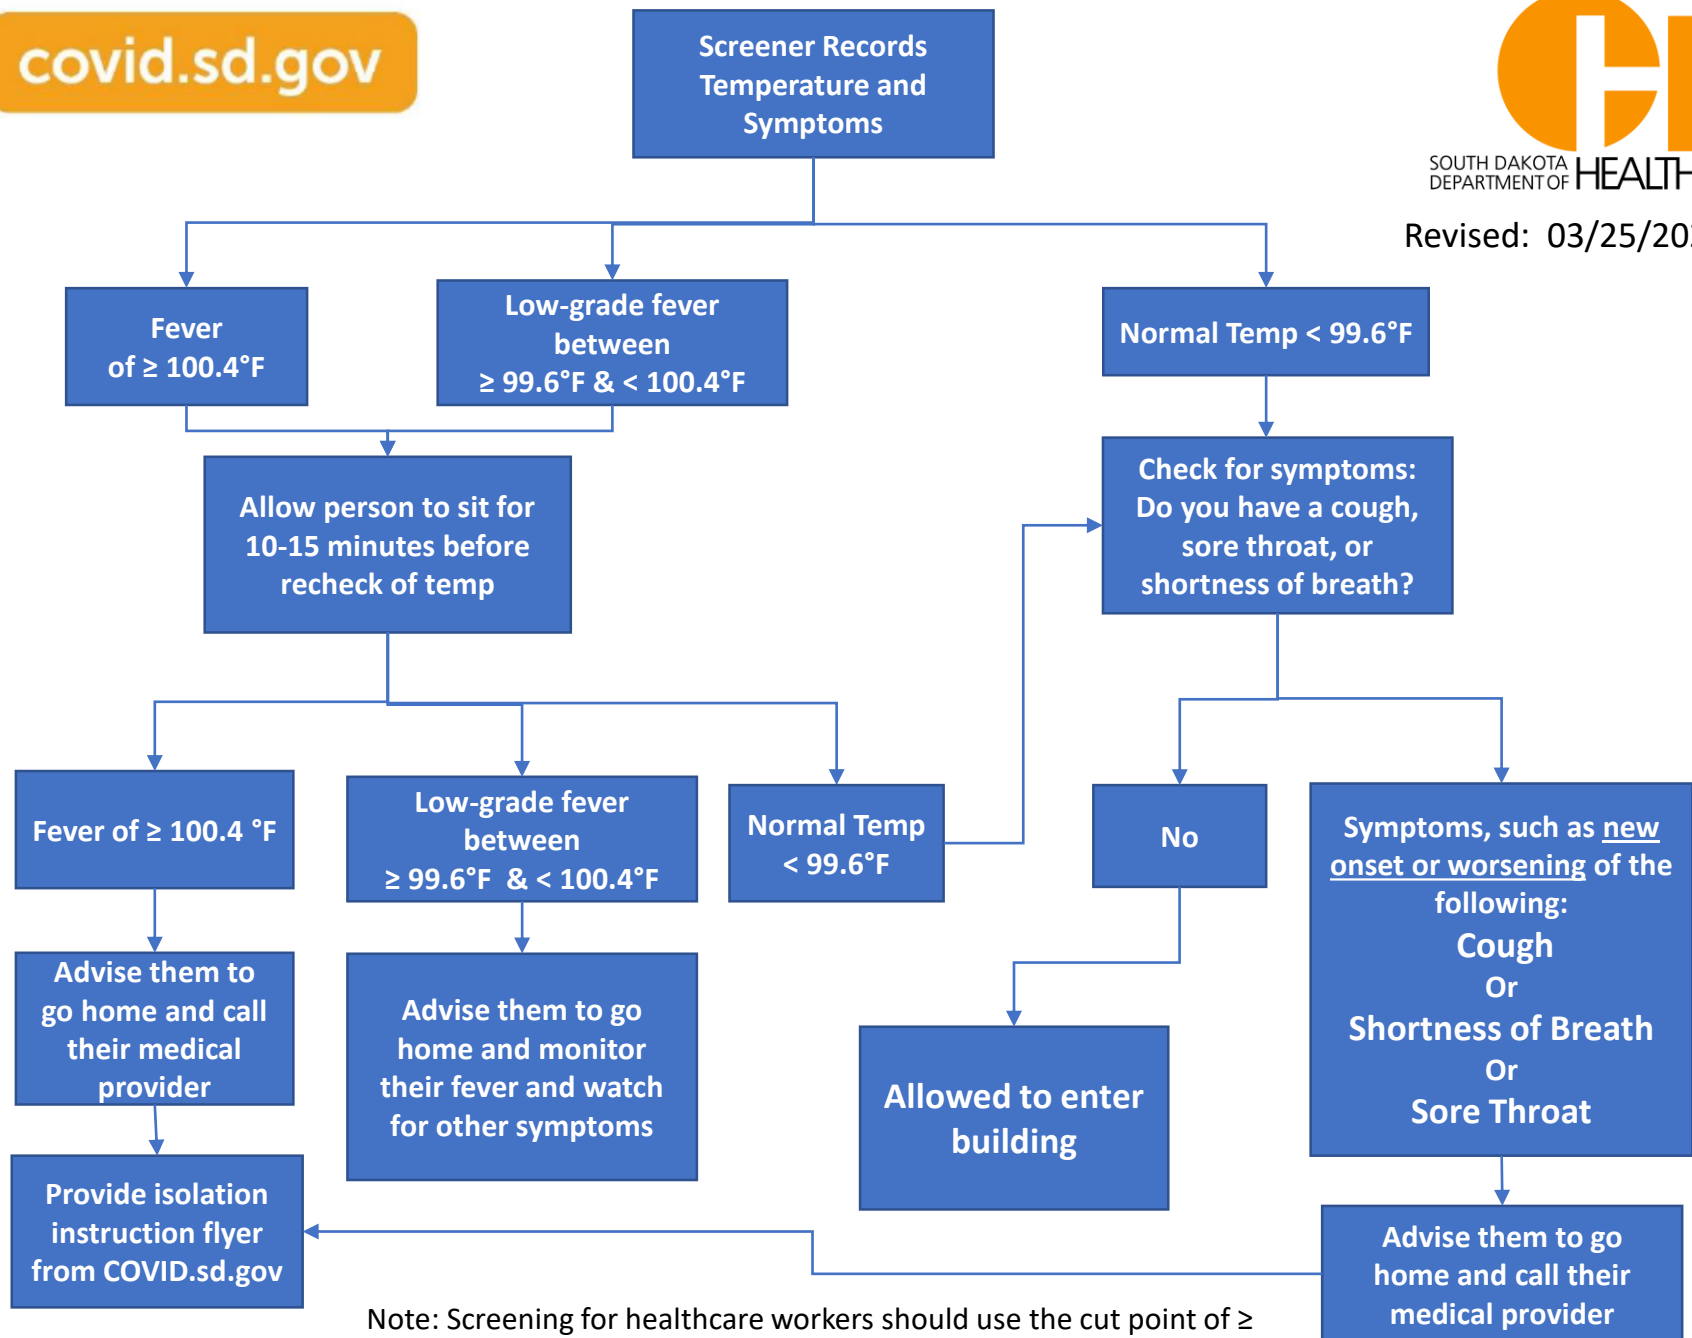 covid.sd.gov
Screener Records
Temperature and
Symptoms
SOUTH DAKOTA
DEPARTMENT OF HEALTH
Revised: 03/25/20
Fever
of ≥ 100.4°F
Low-grade fever
between
≥ 99.6°F & < 100.4°F
Normal Temp < 99.6°F
Allow person to sit for
10-15 minutes before
recheck of temp
Check for symptoms:
Do you have a cough,
sore throat, or
shortness of breath?
Fever of ≥ 100.4 °F
Low-grade fever
between
≥ 99.6°F & < 100.4°F
Normal Temp
< 99.6°F
No
Symptoms, such as new
onset or worsening of the
following:
Cough
Or
Shortness of Breath
Or
Sore Throat
Advise them to
go home and call
their medical
provider
Advise them to go
home and monitor
their fever and watch
for other symptoms
Allowed to enter
building
Provide isolation
instruction flyer
from COVID.sd.gov
Advise them to go
home and call their
medical provider
Note: Screening for healthcare workers should use the cut point of ≥